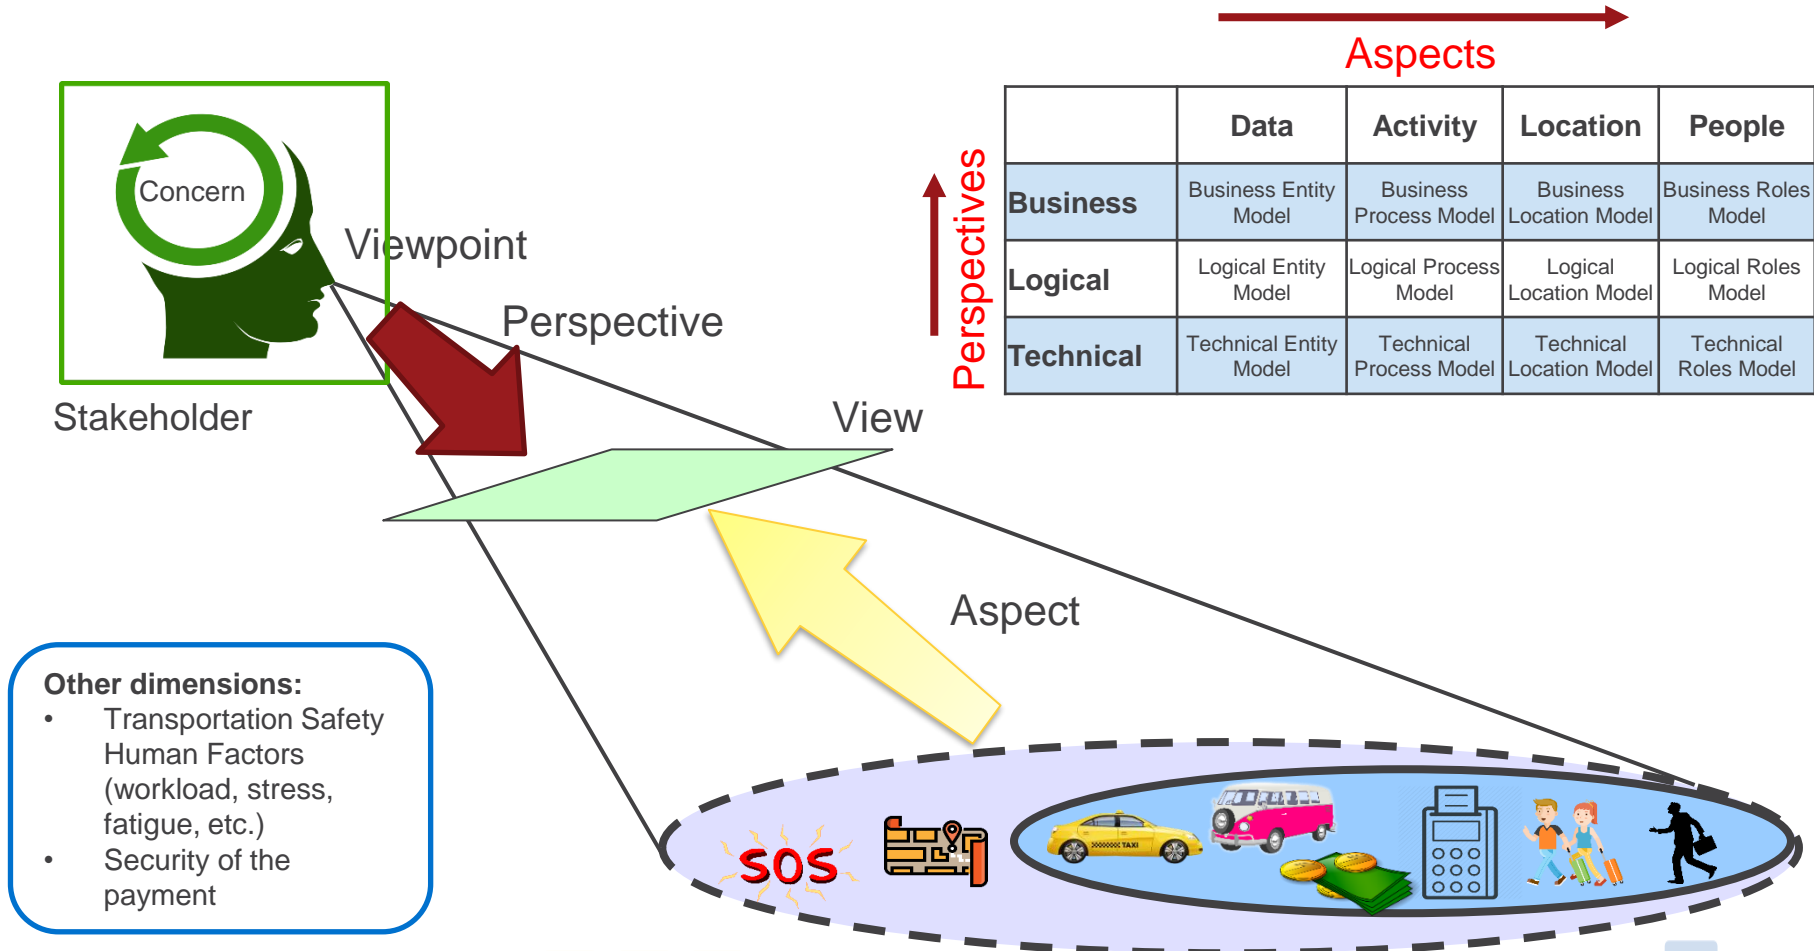 Aspects
Perspectives
Data Activity Location People
Business
Business Entity
Model
Business
Process Model
Business
Location Model
Business Roles
Model
Logical
Logical Entity
Model
Logical Process
Model
Logical
Location Model
Logical Roles
Model
Technical
Technical Entity
Model
Technical
Process Model
Technical
Location Model
Technical
Roles Model
Concern
Viewpoint
Perspective
Stakeholder
View
Aspect
Other dimensions:
• Transportation Safety
Human Factors
(workload, stress,
fatigue, etc.)
• Security of the
payment
SOS
TAXI